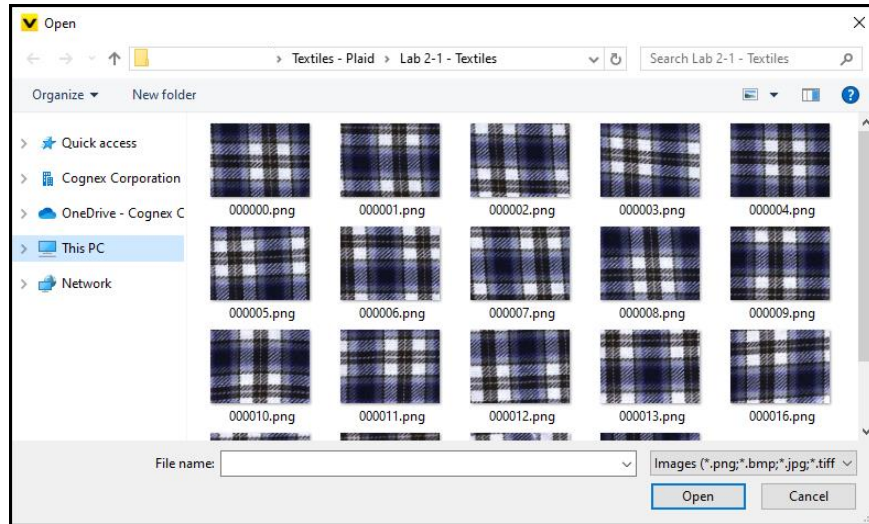 Open
Textiles - Plaid > Lab 2-1 - Textiles
Search Lab 2-1 - Textiles
Organize
New folder
Quick access
Cognex Corporation
OneDrive - Cognex C
This PC
Network
000000.png 000001.png 000002.png 000003.png 000004.png
000005.png 000006.png 000007.png 000008.png 000009.png
000010.png 000011.png 000012.png 000013.png 000016.png
File name:
Images (*.png;*.bmp;*.jpg;*.tiff
Open Cancel